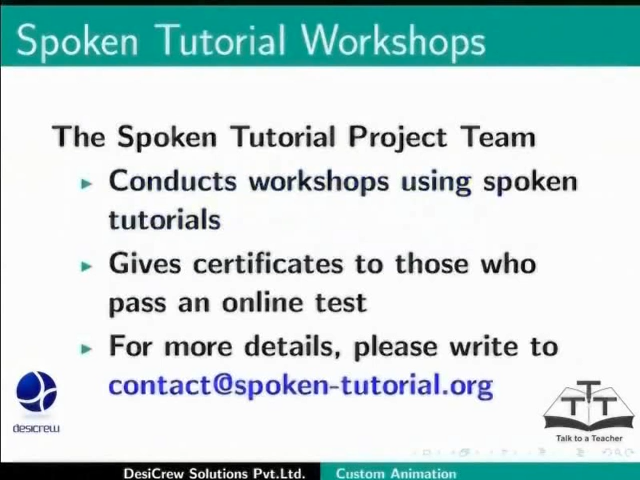 Spoken Tutorial Workshops
The Spoken Tutorial Project Team
Conducts workshops using spoken
tutorials
Gives certificates to those who
pass an online test
For more details, please write to
contact@spoken-tutorial.org
desicrew
TTT
Talk to a Teacher
DesiCrew Solutions Pvt.Ltd.
Custom Animation